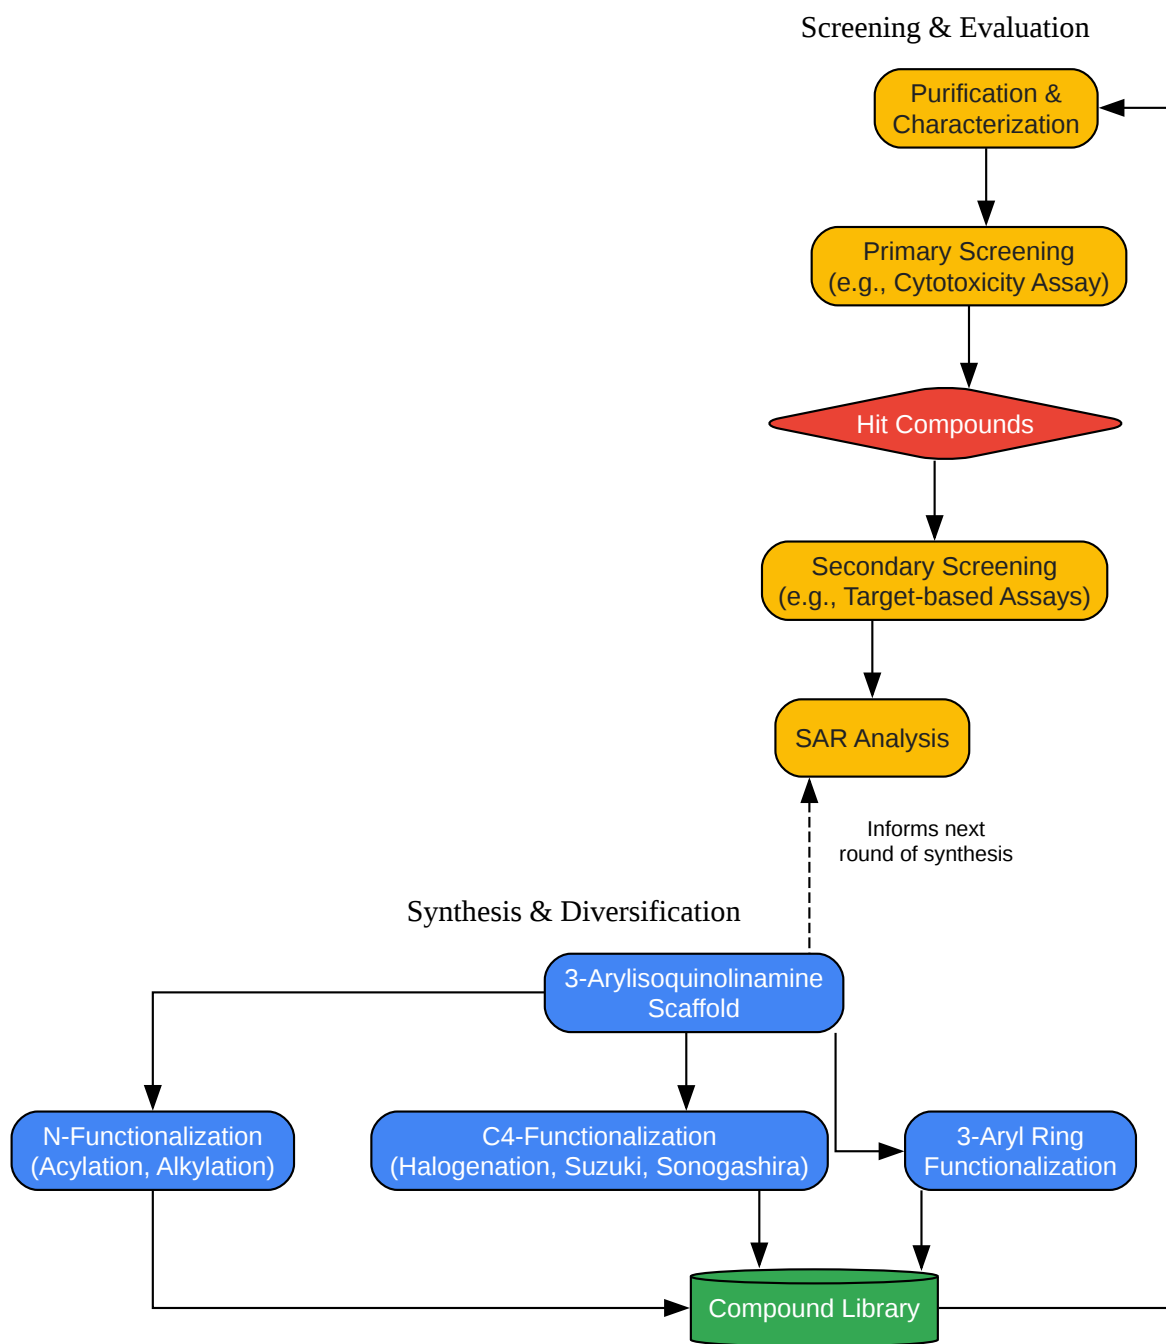 Screening & Evaluation
Purification &
Characterization
Primary Screening
(e.g., Cytotoxicity Assay)
Hit Compounds
Secondary Screening
(e.g., Target-based Assays)
SAR Analysis
Informs next
round of synthesis
Synthesis & Diversification
3-Arylisoquinolinamine
Scaffold
N-Functionalization
(Acylation, Alkylation)
C4-Functionalization
(Halogenation, Suzuki, Sonogashira)
3-Aryl Ring
Functionalization
Compound Library